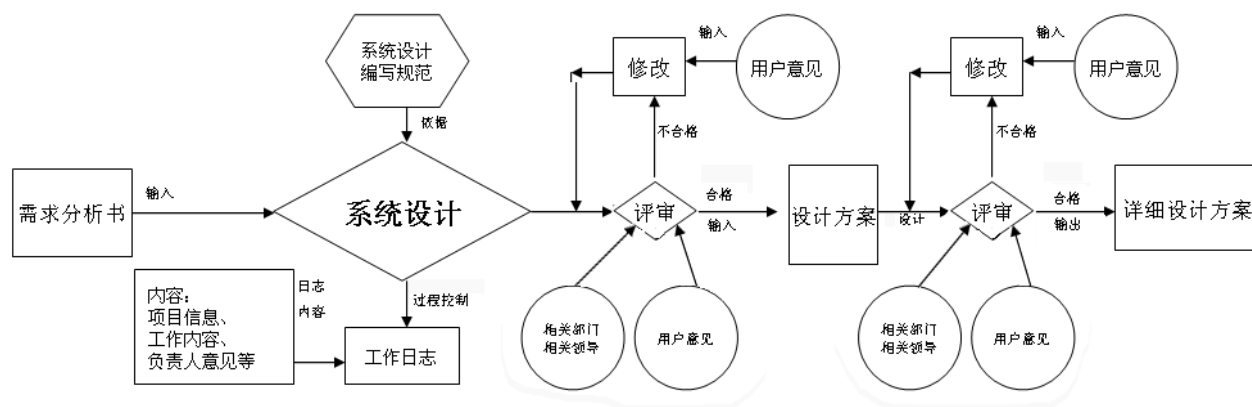 系统设计
编写规范
依据
需求分析书
输入
系统设计
过程控制
日志
内容
内容：
项目信息、
工作内容、
负责人意见等
工作日志
修改
输入
用户意见
不合格
评审
合格
输入
相关部门
相关领导
用户意见
设计方案
设计
修改
输入
用户意见
不合格
评审
合格
输出
相关部门
相关领导
用户意见
详细设计方案